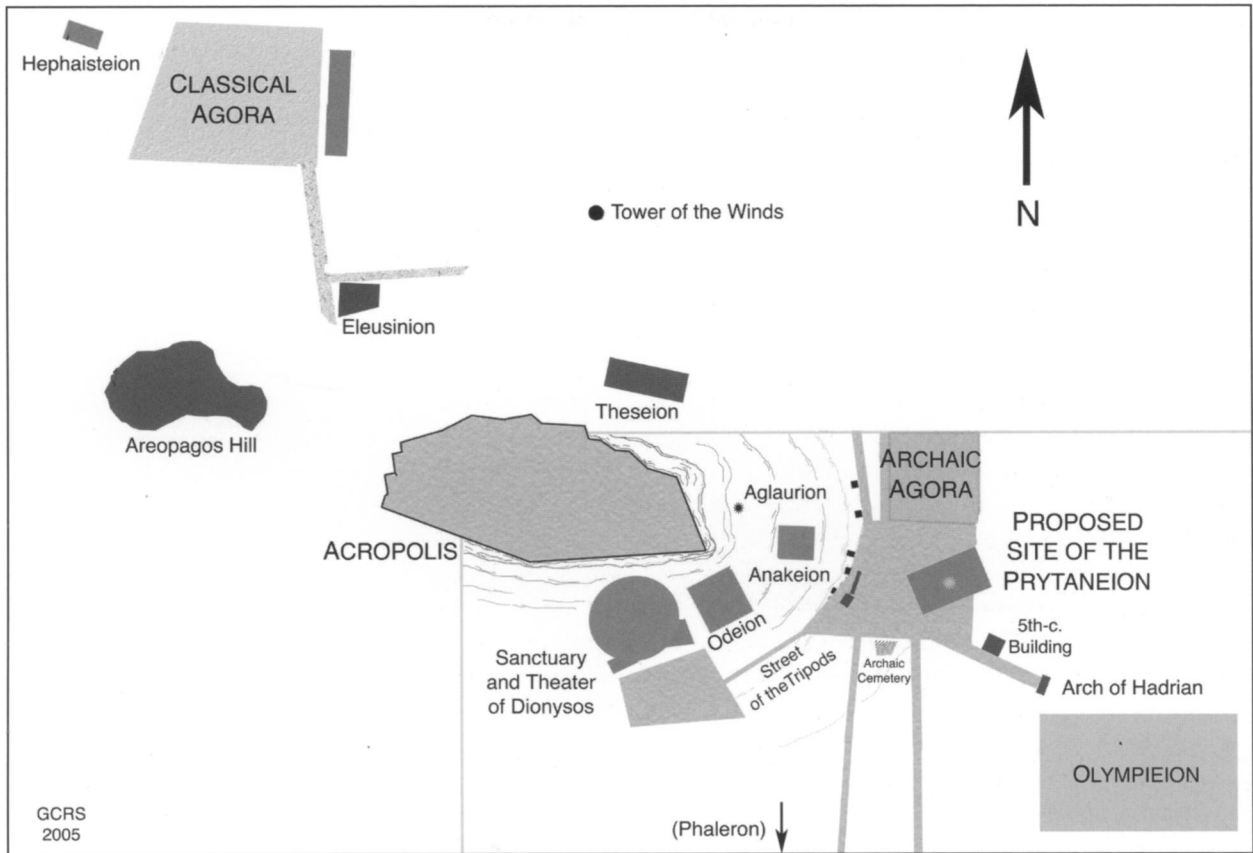 Hephaisteion
CLASSICAL
AGORA
N
Tower of the Winds
Eleusinion
Areopagos Hill
Theseion
ARCHAIC
AGORA
Aglaurion
PROPOSED
SITE OF THE
PRYTANEION
ACROPOLIS
Anakeion
5th-c.
Building
Odeion
Sanctuary
and Theater
of Dionysos
Street
of the Tripods
Archaic
Cemetery
Arch of Hadrian
OLYMPIEION
GCRS
2005
(Phaleron)